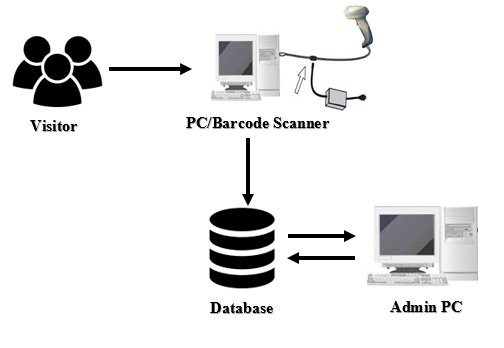 Visitor
PC/Barcode Scanner
Database
Admin PC